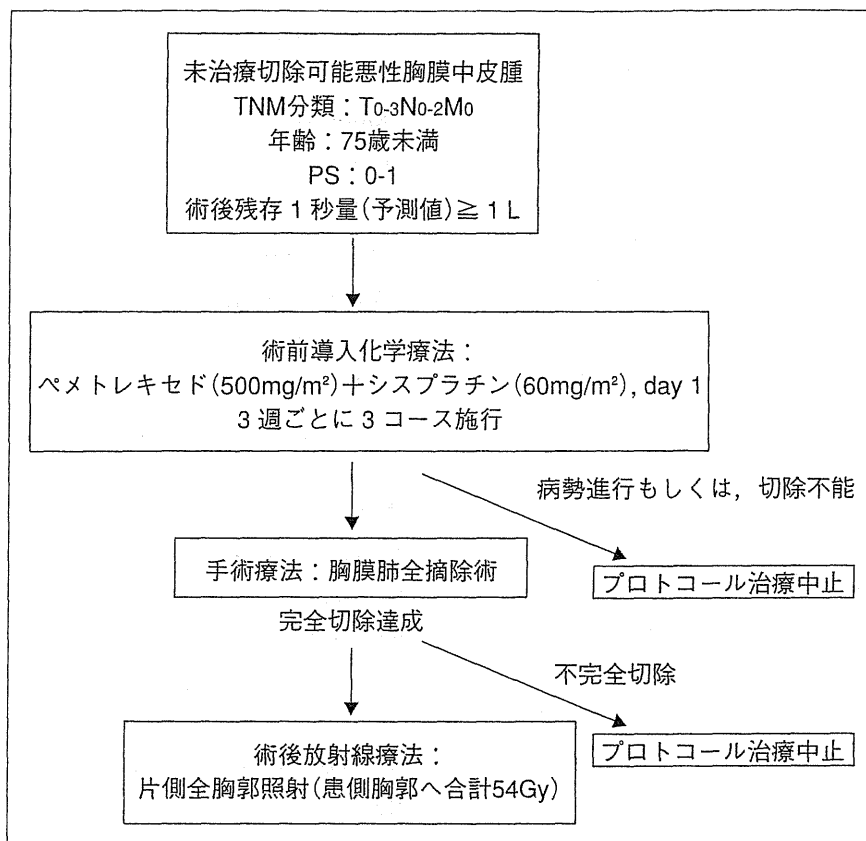 未治療切除可能悪性胸膜中皮腫
TNM分類：T0-3N0-2M0
年齢：75歳未満
PS：0-1
術後残存1秒量(予測値)≧1L
術前導入化学療法：
ペメトレキセド(500mg/m²)＋シスプラチン(60mg/m²), day 1
3週ごとに3コース施行
病勢進行もしくは，切除不能
手術療法：胸膜肺全摘除術
プロトコール治療中止
完全切除達成
不完全切除
術後放射線療法：
片側全胸郭照射(患側胸郭へ合計54Gy)
プロトコール治療中止